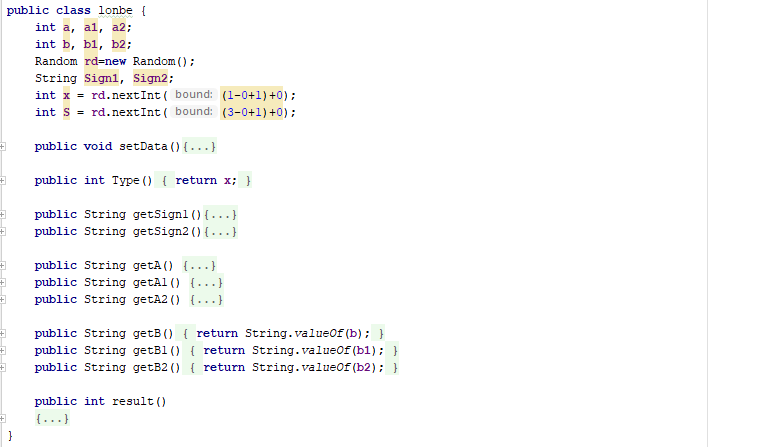 public class lonbe {
int a, a1, a2;
int b, b1, b2;
Random rd=new Random();
String Sign1, Sign2;
int x = rd.nextInt( bound: (1-0+1)+0);
int S = rd.nextInt( bound: (3-0+1)+0);
public void setData(){...}
public int Type() { return x; }
public String getSign1(){...}
public String getSign2(){...}
public String getA() {...}
public String getA1() {...}
public String getA2() {...}
public String getB() { return String.valueOf(b); }
public String getB1() { return String.valueOf(b1); }
public String getB2() { return String.valueOf(b2); }
public int result()
{...}
}